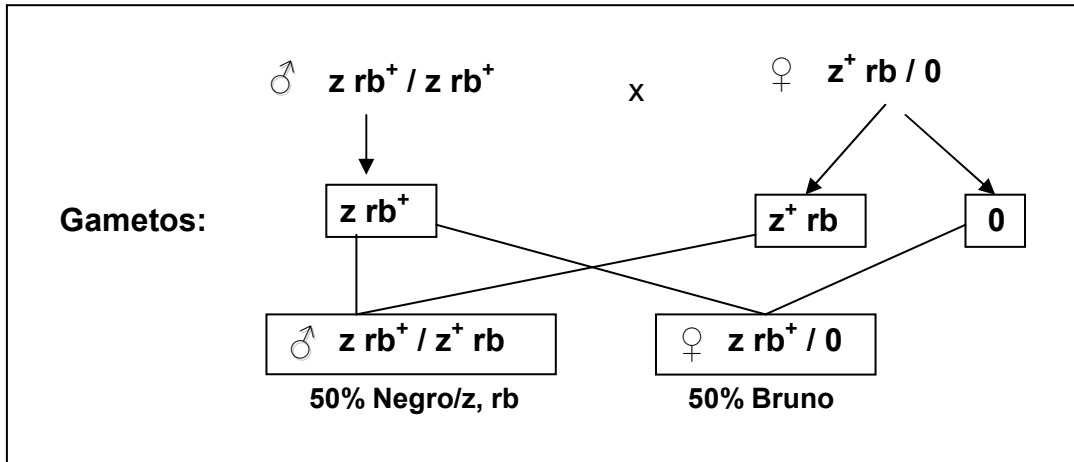 ♂ z rb⁺ / z rb⁺ x ♀ z⁺ rb / 0
Gametos: z rb⁺ z⁺ rb 0
♂ z rb⁺ / z⁺ rb ♀ z rb⁺ / 0
50% Negro/z, rb 50% Bruno